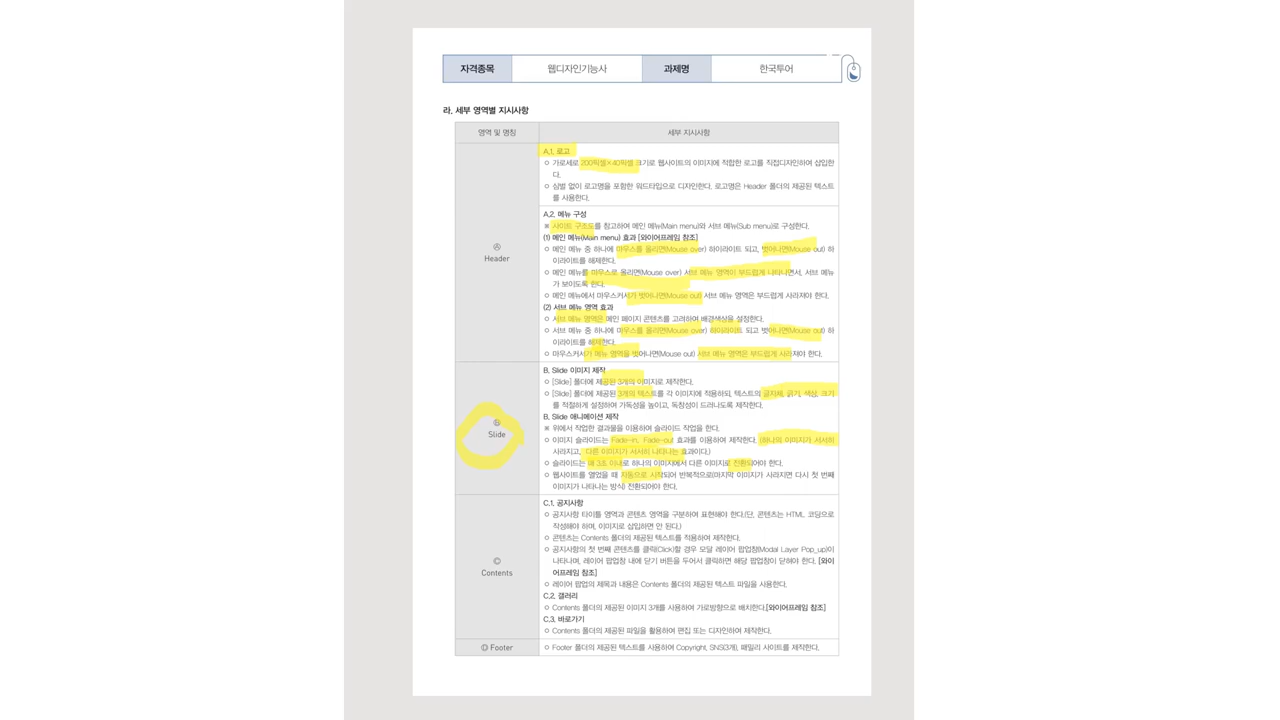 자격종목 웹디자인기능사 과제명 한국투어
라. 세부 영역별 지시사항
영역 및 명칭 세부 지시사항
Ⓐ
Header
A.1. 로고
ㅇ 가로세로 200픽셀×40픽셀 크기로 웹사이트의 이미지에 적합한 로고를 직접디자인하여 삽입한
다.
ㅇ 심벌 없이 로고명을 포함한 워드타입으로 디자인한다. 로고명은 Header 폴더의 제공된 텍스트
를 사용한다.
A.2. 메뉴 구성
※ 사이트 구조도를 참고하여 메인 메뉴(Main menu)와 서브 메뉴(Sub menu)로 구성한다.
(1) 메인 메뉴(Main menu) 효과 [와이어프레임 참조]
ㅇ 메인 메뉴 중 하나에 마우스를 올리면(Mouse over) 하이라이트 되고, 벗어나면(Mouse out) 하
이라이트를 해제한다.
ㅇ 메인 메뉴를 마우스로 올리면(Mouse over) 서브 메뉴 영역이 부드럽게 나타나면서, 서브 메뉴
가 보이도록 한다.
ㅇ 메인 메뉴에서 마우스커서가 벗어나면(Mouse out) 서브 메뉴 영역은 부드럽게 사라져야 한다.
(2) 서브 메뉴 영역 효과
ㅇ 서브 메뉴 영역은 메인 페이지 콘텐츠를 고려하여 배경색상을 설정한다.
ㅇ 서브 메뉴 중 하나에 마우스를 올리면(Mouse over) 하이라이트 되고 벗어나면(Mouse out) 하
이라이트를 해제한다.
ㅇ 마우스커서가 메뉴 영역을 벗어나면(Mouse out) 서브 메뉴 영역은 부드럽게 사라져야 한다.
Ⓑ
Slide
B. Slide 이미지 제작
ㅇ [Slide] 폴더에 제공된 3개의 이미지로 제작한다.
ㅇ [Slide] 폴더에 제공된 3개의 텍스트를 각 이미지에 적용하되, 텍스트의 글자체, 굵기, 색상, 크기
를 적절하게 설정하여 가독성을 높이고, 독창성이 드러나도록 제작한다.
B. Slide 애니메이션 제작
※ 위에서 작업한 결과물을 이용하여 슬라이드 작업을 한다.
ㅇ 이미지 슬라이드는 Fade-in, Fade-out 효과를 이용하여 제작한다. (하나의 이미지가 서서히
사라지고, 다른 이미지가 서서히 나타나는 효과이다.)
ㅇ 슬라이드는 매 3초 이내로 하나의 이미지에서 다른 이미지로 전환되어야 한다.
ㅇ 웹사이트를 열었을 때 자동으로 시작되어 반복적으로(마지막 이미지가 사라지면 다시 첫 번째
이미지가 나타나는 방식) 전환되어야 한다.
Ⓒ
Contents
C.1. 공지사항
ㅇ 공지사항 타이틀 영역과 콘텐츠 영역을 구분하여 표현해야 한다.(단, 콘텐츠는 HTML 코딩으로
작성해야 하며, 이미지로 삽입하면 안 된다.)
ㅇ 콘텐츠는 Contents 폴더의 제공된 텍스트를 적용하여 제작한다.
ㅇ 공지사항의 첫 번째 콘텐츠를 클릭(Click)할 경우 모달 레이어 팝업창(Modal Layer Pop_up)이
나타나며, 레이어 팝업창 내에 닫기 버튼을 두어서 클릭하면 해당 팝업창이 닫혀야 한다. [와이
어프레임 참조]
ㅇ 레이어 팝업의 제목과 내용은 Contents 폴더의 제공된 텍스트 파일을 사용한다.
C.2. 갤러리
ㅇ Contents 폴더의 제공된 이미지 3개를 사용하여 가로방향으로 배치한다.[와이어프레임 참조]
C.3. 바로가기
ㅇ Contents 폴더의 제공된 파일을 활용하여 편집 또는 디자인하여 제작한다.
Ⓓ Footer ㅇ Footer 폴더의 제공된 텍스트를 사용하여 Copyright, SNS(3개), 패밀리 사이트를 제작한다.